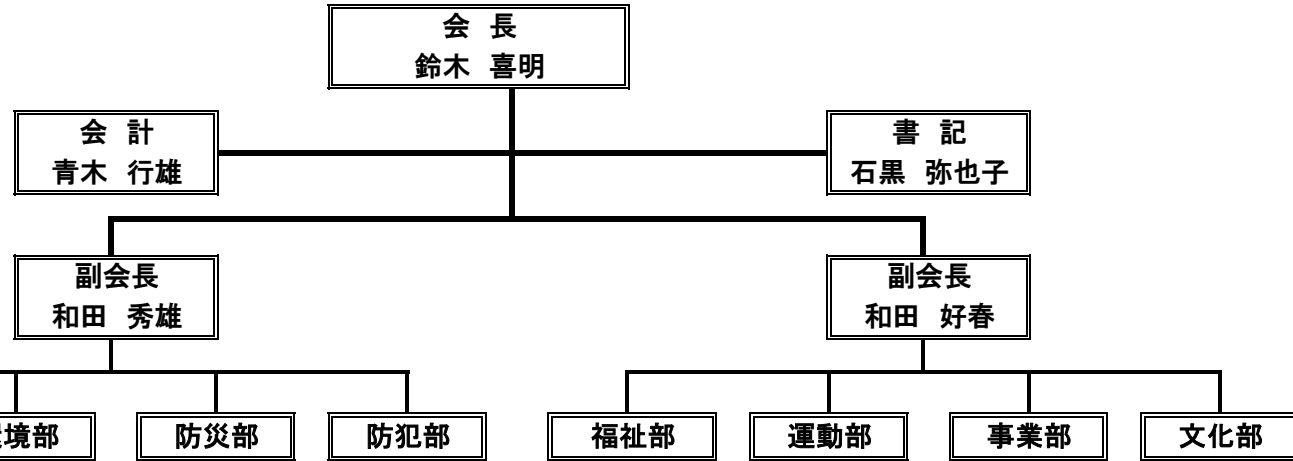 会 長
鈴木 喜明
会 計
青木 行雄
書 記
石黒 弥也子
副会長
和田 秀雄
副会長
和田 好春
境部
防災部
防犯部
福祉部
運動部
事業部
文化部